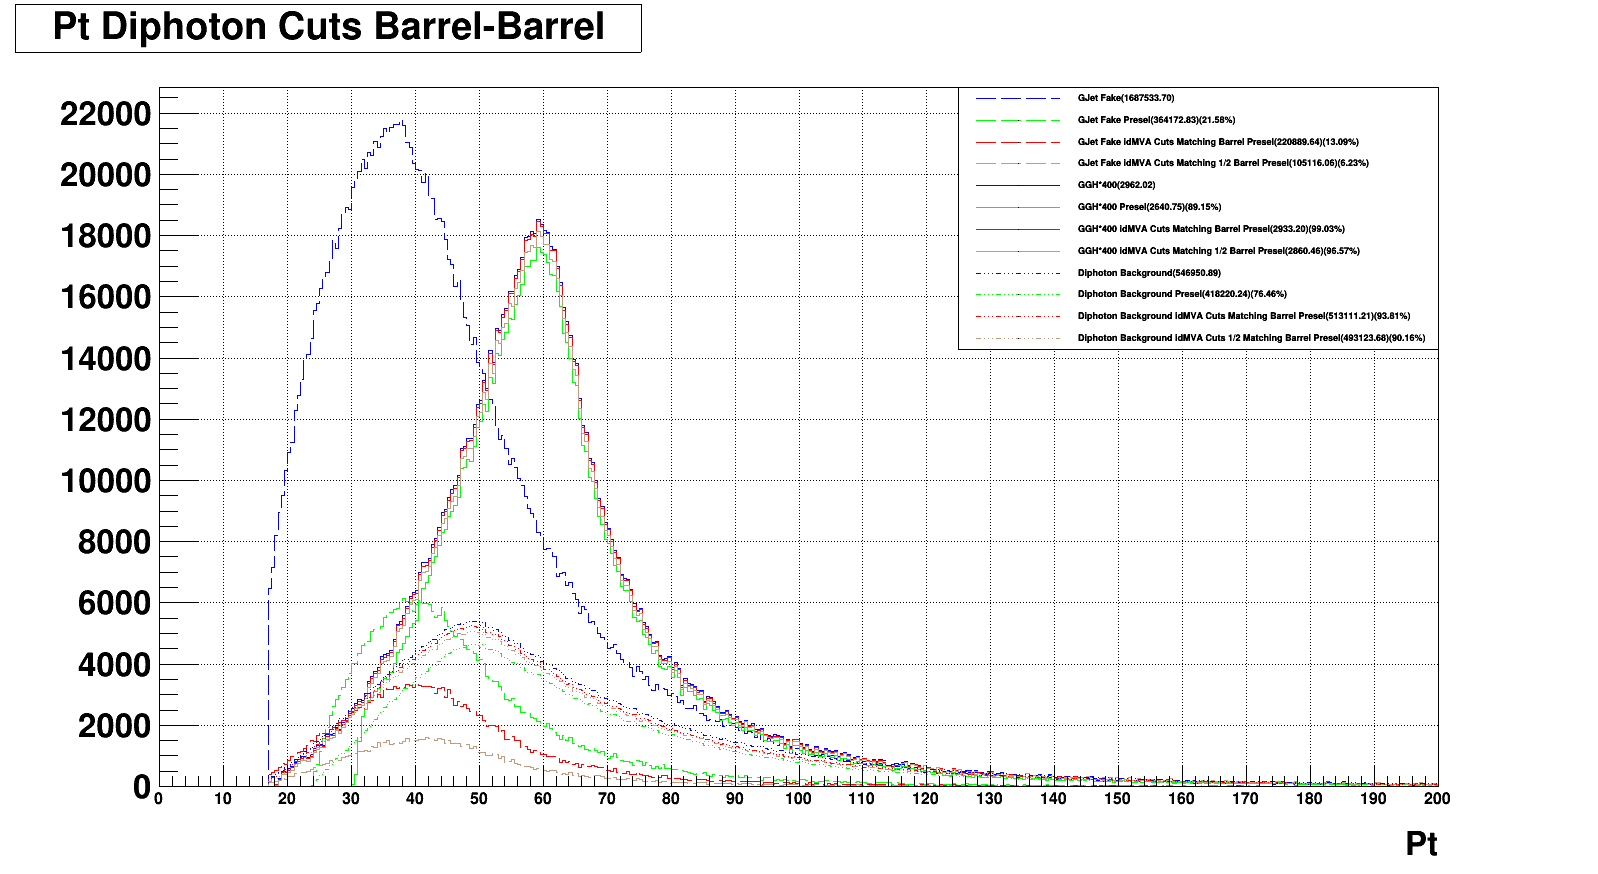 Pt Diphoton Cuts Barrel-Barrel
GJet Fake(1687533.70)
GJet Fake Presel(364172.83)(21.58%)
GJet Fake idMVA Cuts Matching Barrel Presel(220889.64)(13.09%)
GJet Fake idMVA Cuts Matching 1/2 Barrel Presel(105116.06)(6.23%)
GGH*400(2962.02)
GGH*400 Presel(2640.75)(89.15%)
GGH*400 idMVA Cuts Matching Barrel Presel(2933.20)(99.03%)
GGH*400 idMVA Cuts Matching 1/2 Barrel Presel(2860.46)(96.57%)
Diphoton Background(546950.89)
Diphoton Background Presel(418220.24)(76.46%)
Diphoton Background idMVA Cuts Matching Barrel Presel(513111.21)(93.81%)
Diphoton Background idMVA Cuts 1/2 Matching Barrel Presel(493123.68)(90.16%)
22000
20000
18000
16000
14000
12000
10000
8000
6000
4000
2000
0
0 10 20 30 40 50 60 70 80 90 100 110 120 130 140 150 160 170 180 190 200
Pt